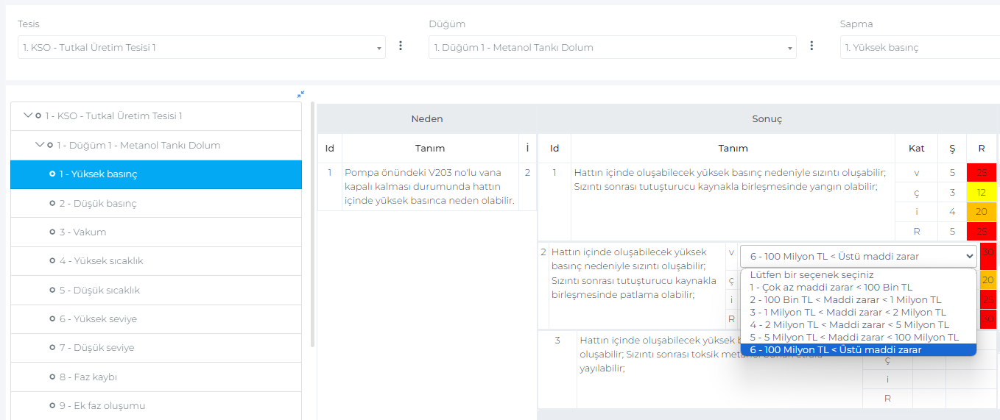 Tesis
Düğüm
Sapma
1. KSO - Tutkal Üretim Tesisi 1
1. Düğüm 1 - Metanol Tankı Dolum
1. Yüksek basınç
1 - KSO - Tutkal Üretim Tesisi 1
1 - Düğüm 1 - Metanol Tankı Dolum
1 - Yüksek basınç
2 - Düşük basınç
3 - Vakum
4 - Yüksek sıcaklık
5 - Düşük sıcaklık
6 - Yüksek seviye
7 - Düşük seviye
8 - Faz kaybı
9 - Ek faz oluşumu
Neden
Sonuç
Id Tanım İ
Id Tanım Kat Ş R
1 Pompa önündeki V203 no'lu vana 2
kapalı kalması durumunda hattın
içinde yüksek basınca neden olabilir.
1 Hattın içinde oluşabilecek yüksek basınç nedeniyle sızıntı oluşabilir;
Sızıntı sonrası tutuşturucu kaynakla birleşmesinde yangın olabilir;
v 5 25
ç 3 12
i 4 20
R 5 25
2 Hattın içinde oluşabilecek yüksek
basınç nedeniyle sızıntı oluşabilir;
Sızıntı sonrası tutuşturucu kaynakla
birleşmesinde patlama olabilir;
v 6 - 100 Milyon TL < Üstü maddi zarar 30
ç 20
i 25
R 30
Lütfen bir seçenek seçiniz
1 - Çok az maddi zarar < 100 Bin TL
2 - 100 Bin TL < Maddi zarar < 1 Milyon TL
3 - 1 Milyon TL < Maddi zarar < 2 Milyon TL
4 - 2 Milyon TL < Maddi zarar < 5 Milyon TL
5 - 5 Milyon TL < Maddi zarar < 100 Milyon TL
6 - 100 Milyon TL < Üstü maddi zarar
3 Hattın içinde oluşabilecek yüksek
oluşabilir; Sızıntı sonrası toksik
yayılabilir;
ç
i
R